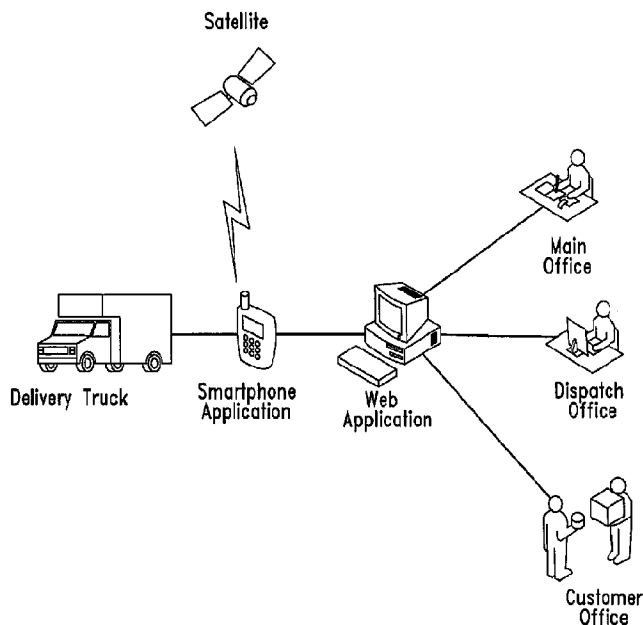 Satellite
Main
Office
Delivery Truck
Smartphone
Application
Web
Application
Dispatch
Office
Customer
Office